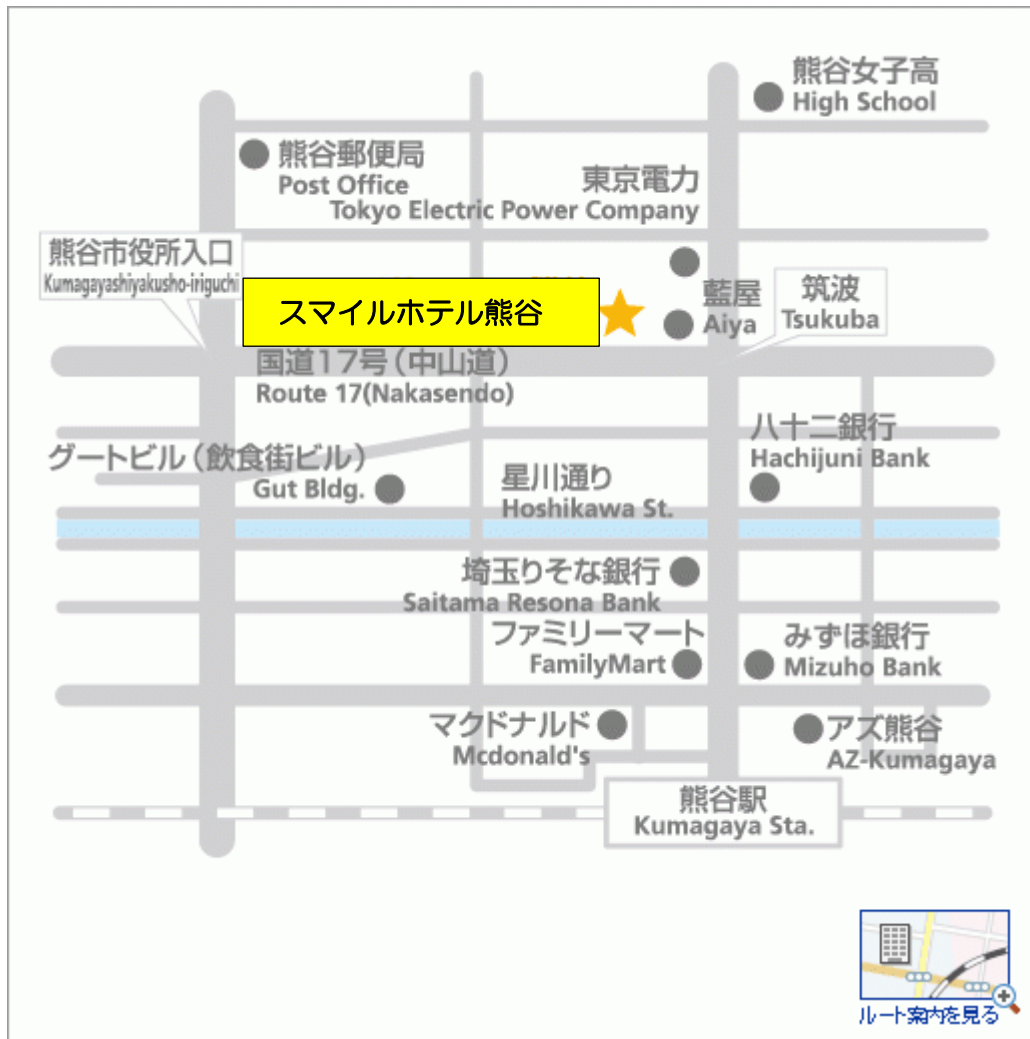 熊谷女子高
High School
熊谷郵便局
Post Office
東京電力
Tokyo Electric Power Company
熊谷市役所入口
Kumagayashiyakusho-iriguchi
スマイルホテル熊谷
藍屋
Aiya
筑波
Tsukuba
国道17号(中山道)
Route 17(Nakasendo)
八十二銀行
Hachijuni Bank
グートビル(飲食街ビル)
Gut Bldg.
星川通り
Hoshikawa St.
埼玉りそな銀行
Saitama Resona Bank
ファミリーマート
FamilyMart
みずほ銀行
Mizuho Bank
マクドナルド
Mcdonald's
アズ熊谷
AZ-Kumagaya
熊谷駅
Kumagaya Sta.
ルート案内を見る